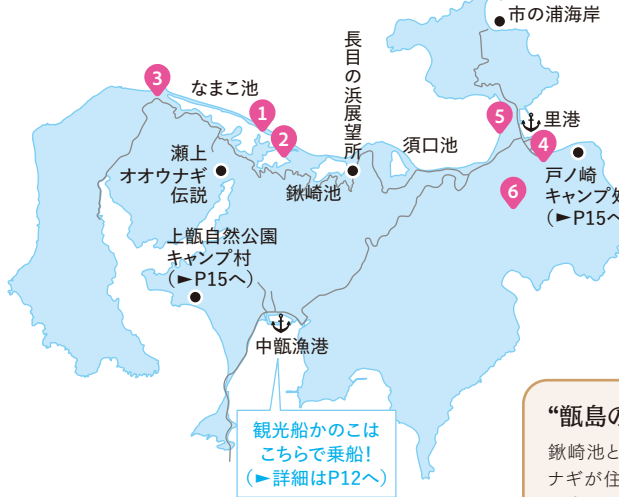 市の浦海岸
3
なまこ池
長目の浜展望所
1
5
里港
2
須口池
4
瀬上
オオウナギ
伝説
鍬崎池
戸ノ崎
キャンプ
(►P15へ
6
上甑自然公園
キャンプ村
(►P15へ)
中甑漁港
観光船かのこは
こちらで乗船!
(►詳細はP12へ)
“甑島の
鍬崎池と
ナギが住